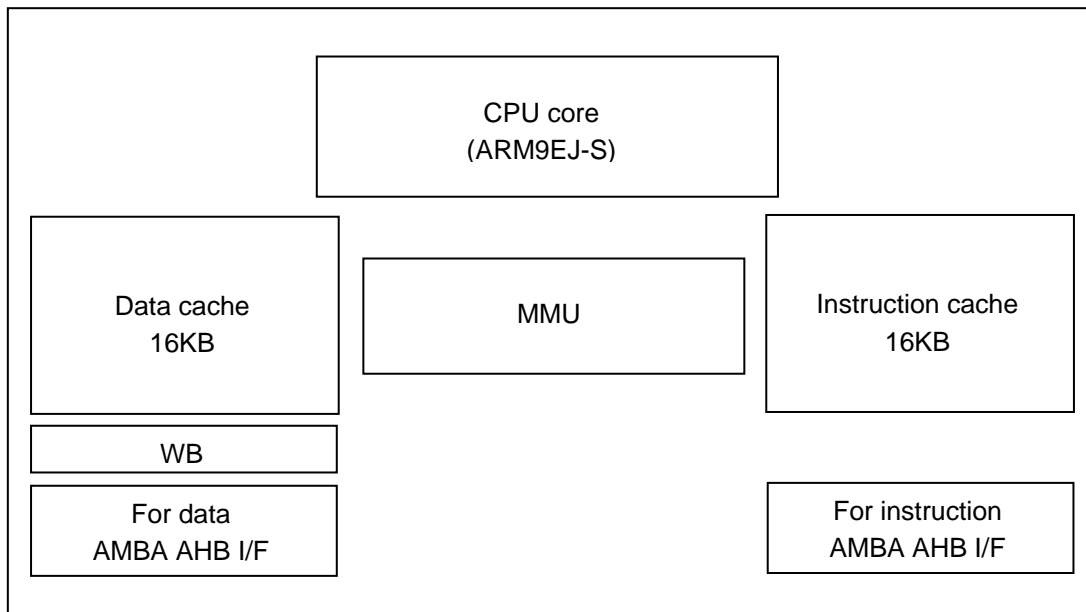 CPU core
(ARM9EJ-S)
Data cache
16KB
MMU
Instruction cache
16KB
WB
For data
AMBA AHB I/F
For instruction
AMBA AHB I/F